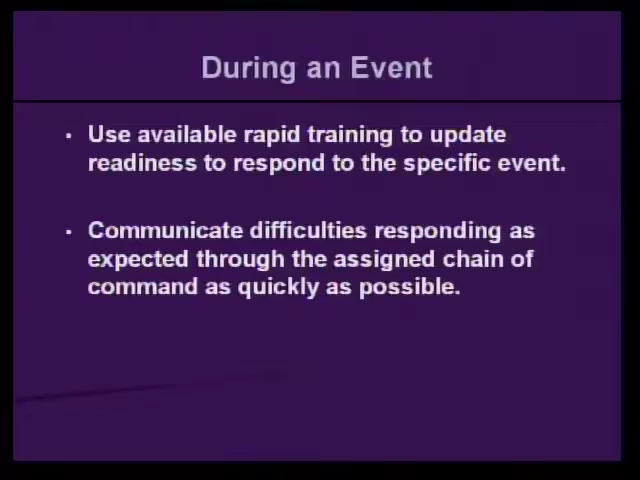 During an Event
• Use available rapid training to update
readiness to respond to the specific event.
• Communicate difficulties responding as
expected through the assigned chain of
command as quickly as possible.